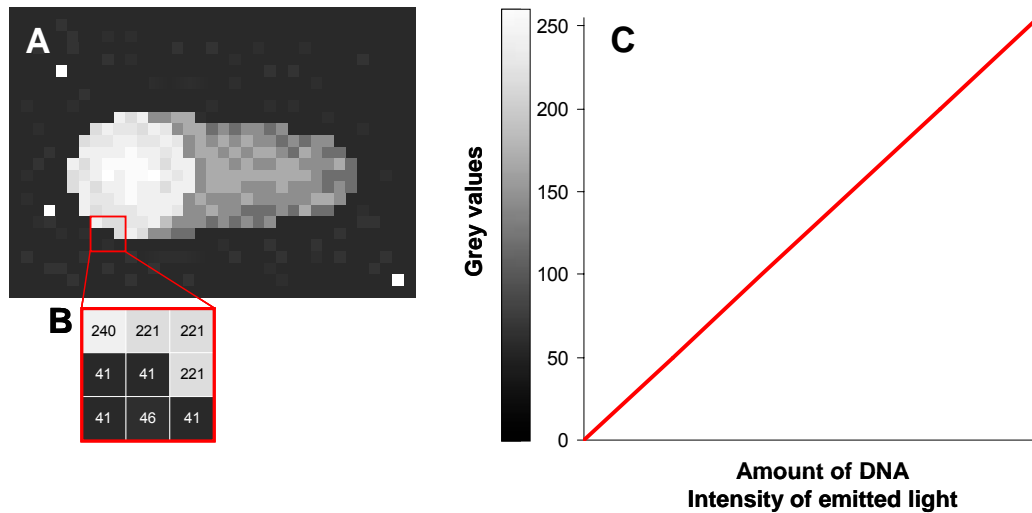 A
B
240 221 221
41 41 221
41 46 41
C
Grey values
250
200
150
100
50
0
Amount of DNA
Intensity of emitted light